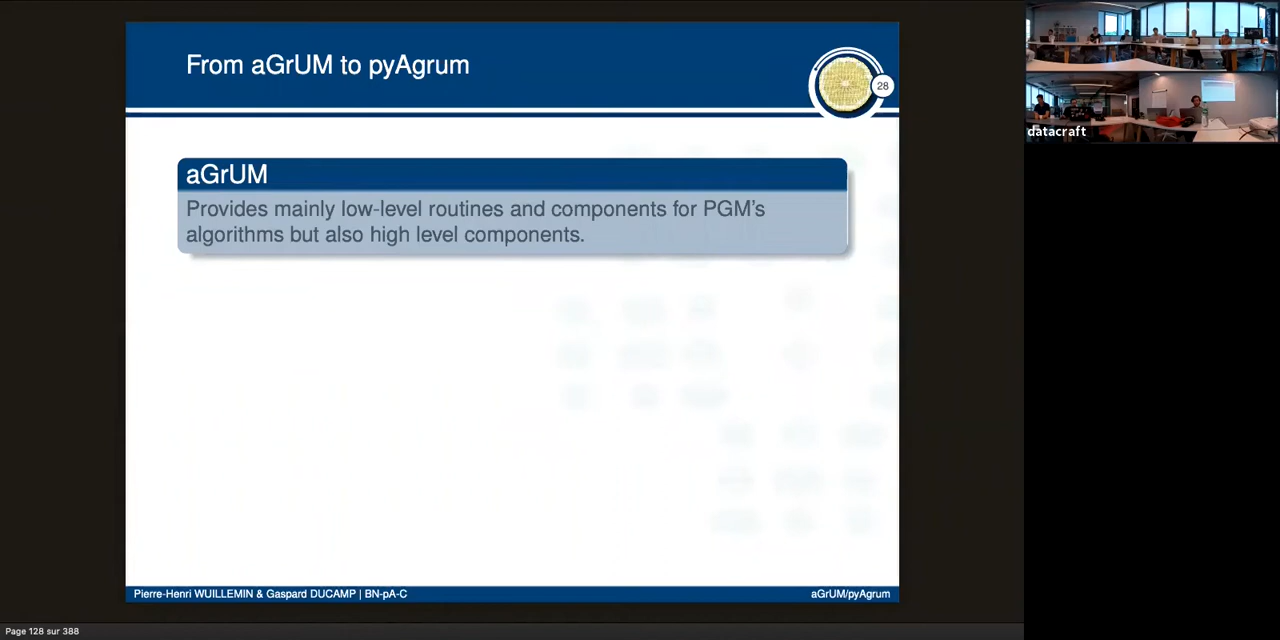 From aGrUM to pyAgrum
28
aGrUM
Provides mainly low-level routines and components for PGM's
algorithms but also high level components.
Pierre-Henri WUILLEMIN & Gaspard DUCAMP | BN-pA-C
aGrUM/pyAgrum
Page 128 sur 388
datacraft